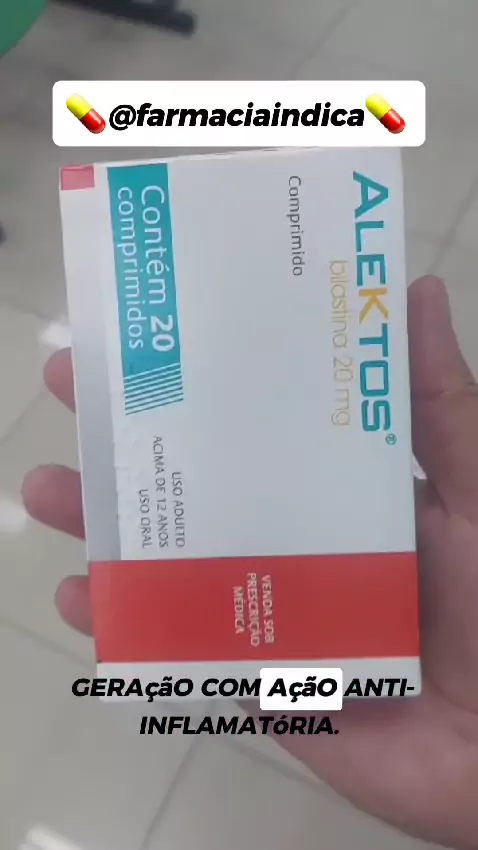 @farmaciaindica
ALEKTOS®
bilastina 20 mg
Comprimido
Contém 20
comprimidos
USO ADULTO
ACIMA DE 12 ANOS
USO ORAL
VENDA SOB
PRESCRIÇÃO
MÉDICA
GERAçãO COM AçãO ANTI-
INFLAMATóRIA.